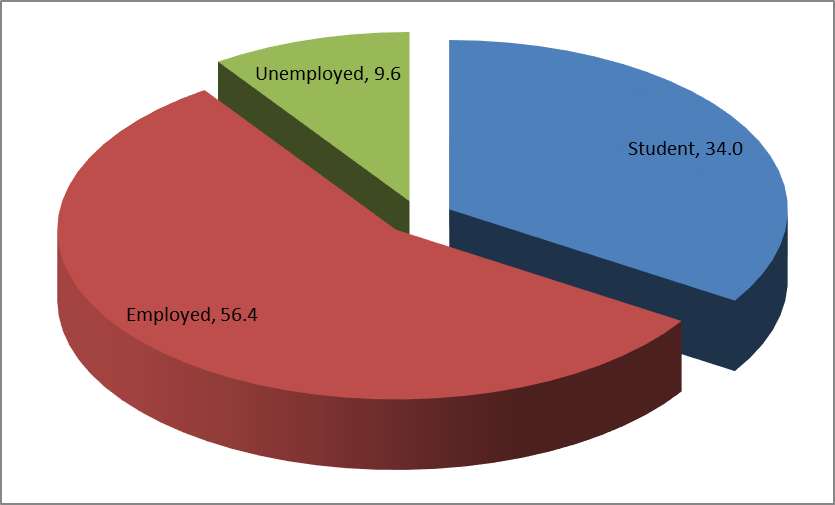 Unemployed, 9.6
Student, 34.0
Employed, 56.4